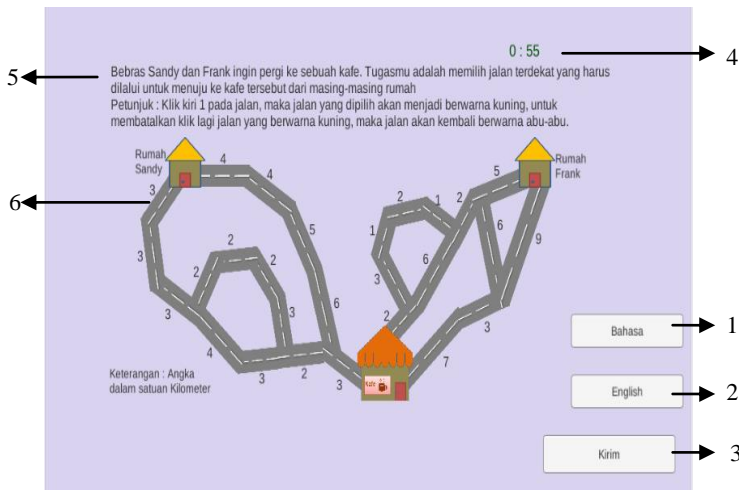 0 : 55
4
5
Bebras Sandy dan Frank ingin pergi ke sebuah kafe. Tugasmu adalah memilih jalan terdekat yang harus
dilalui untuk menuju ke kafe tersebut dari masing-masing rumah
Petunjuk : Klik kiri 1 pada jalan, maka jalan yang dipilih akan menjadi berwarna kuning, untuk
membatalkan klik lagi jalan yang berwarna kuning, maka jalan akan kembali berwarna abu-abu.
Rumah
Sandy
4
4
5
Rumah
Frank
6
3
2
1
2
5
1
6
9
3
2
2
2
2
6
3
6
3
3
4
3
2
3
2
3
7
Kafe
Keterangan : Angka
dalam satuan Kilometer
3
Bahasa
1
English
2
Kirim
3